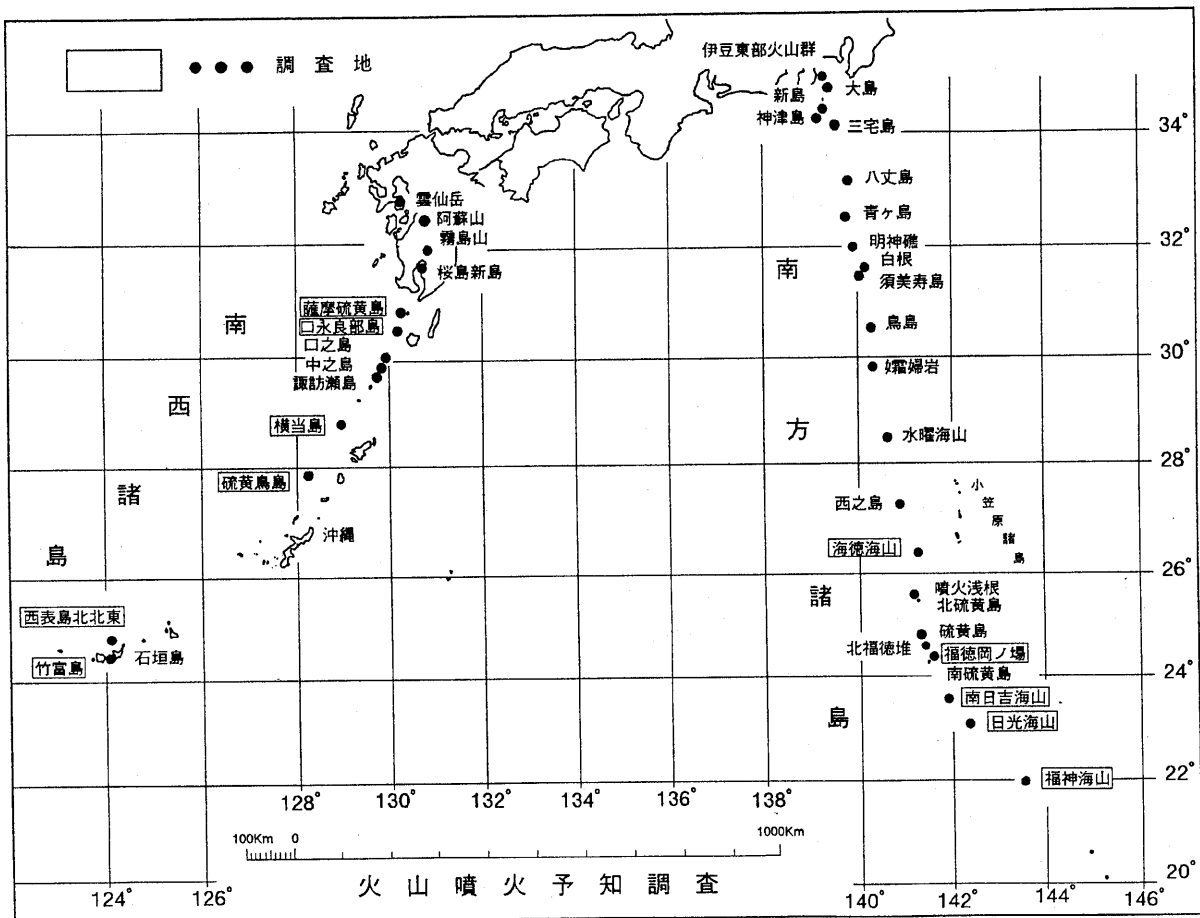 ●●● 調査地
伊豆東部火山群
大島
新島
神津島
三宅島
34°
八丈島
青ヶ島
明神礁
32°
白根
須美寿島
鳥島
30°
孀婦岩
水曜海山
28°
西之島
小笠原諸島
海徳海山
26°
噴火浅根
北硫黄島
硫黄島
北福徳堆
福徳岡ノ場
24°
南硫黄島
南日吉海山
日光海山
22°
福神海山
20°
南方諸島
雲仙岳
阿蘇山
霧島山
桜島新島
薩摩硫黄島
口永良部島
口之島
中之島
諏訪瀬島
横当島
硫黄鳥島
沖縄
南西諸島
西表島北北東
石垣島
竹富島
128° 130° 132° 134° 136° 138°
100Km 0 1000Km
火山噴火予知調査
124° 126° 140° 142° 144° 146°